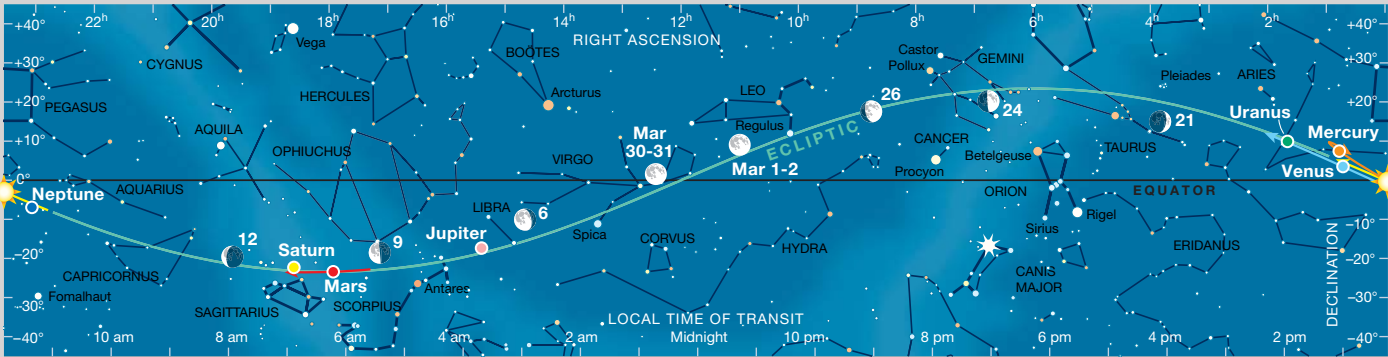 +40° 22h 20h 18h 16h 14h 12h 10h 8h 6h 4h 2h +40°
RIGHT ASCENSION
Vega
BOOTES
Castor
GEMINI
Pollux
CYGNUS
+30° +30°
Pleiades
ARIES
HERCULES
LEO
26
Arcturus
PEGASUS
+20° +20°
24
Uranus
21
Mercury
AQUILA
Regulus
ECLIPTIC
Mar
30-31
+10° +10°
CANCER
TAURUS
OPHIUCHUS
VIRGO
Mar 1-2
Betelgeuse
Procyon
Venus
0° 0°
Neptune
AQUARIUS
ORION
EQUATOR
LIBRA
6
Rigel
–10° –10°
Jupiter
Spica
Sirius
12
Saturn
9
CORVUS
HYDRA
ERIDANUS
–20° –20°
CAPRICORNUS
CANIS
MAJOR
Mars
Antares
DECLINATION
Fomalhaut
–30° –30°
SAGITTARIUS
SCORPIUS
LOCAL TIME OF TRANSIT
–40° 10 am 8 am 6 am 4 am 2 am Midnight 10 pm 8 pm 6 pm 4 pm 2 pm –40°